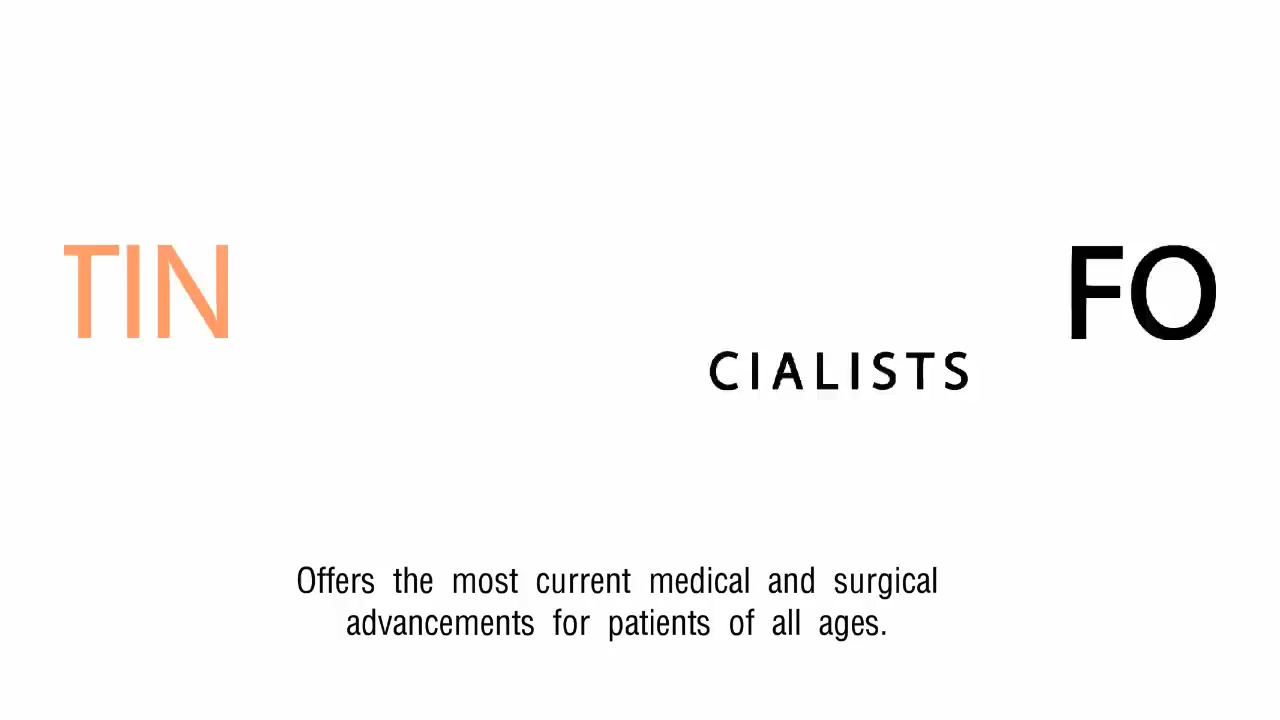 TIN FO
CIALISTS
Offers the most current medical and surgical
advancements for patients of all ages.